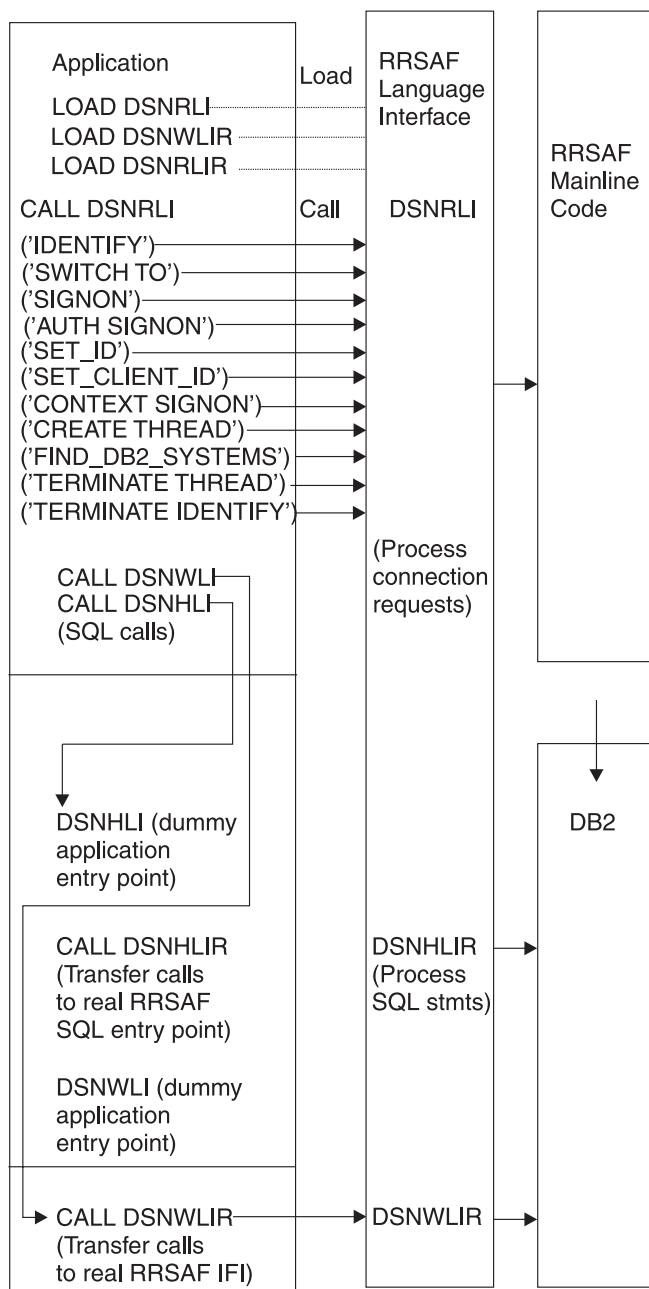 Application
LOAD DSNRLI
LOAD DSNWLIR
LOAD DSNRLIR
Load
RRSAF
Language
Interface
RRSAF
Mainline
Code
CALL DSNRLI
Call
DSNRLI
('IDENTIFY')
('SWITCH TO')
('SIGNON')
('AUTH SIGNON')
('SET_ID')
('SET_CLIENT_ID')
('CONTEXT SIGNON')
('CREATE THREAD')
('FIND_DB2_SYSTEMS')
('TERMINATE THREAD')
('TERMINATE IDENTIFY')
(Process
connection
requests)
CALL DSNWLI
CALL DSNHLI
(SQL calls)
DSNHLI (dummy
application
entry point)
DB2
CALL DSNHLIR
(Transfer calls
to real RRSAF
SQL entry point)
DSNHLIR
(Process
SQL stmts)
DSNWLI (dummy
application
entry point)
CALL DSNWLIR
(Transfer calls
to real RRSAF IFI)
DSNWLIR